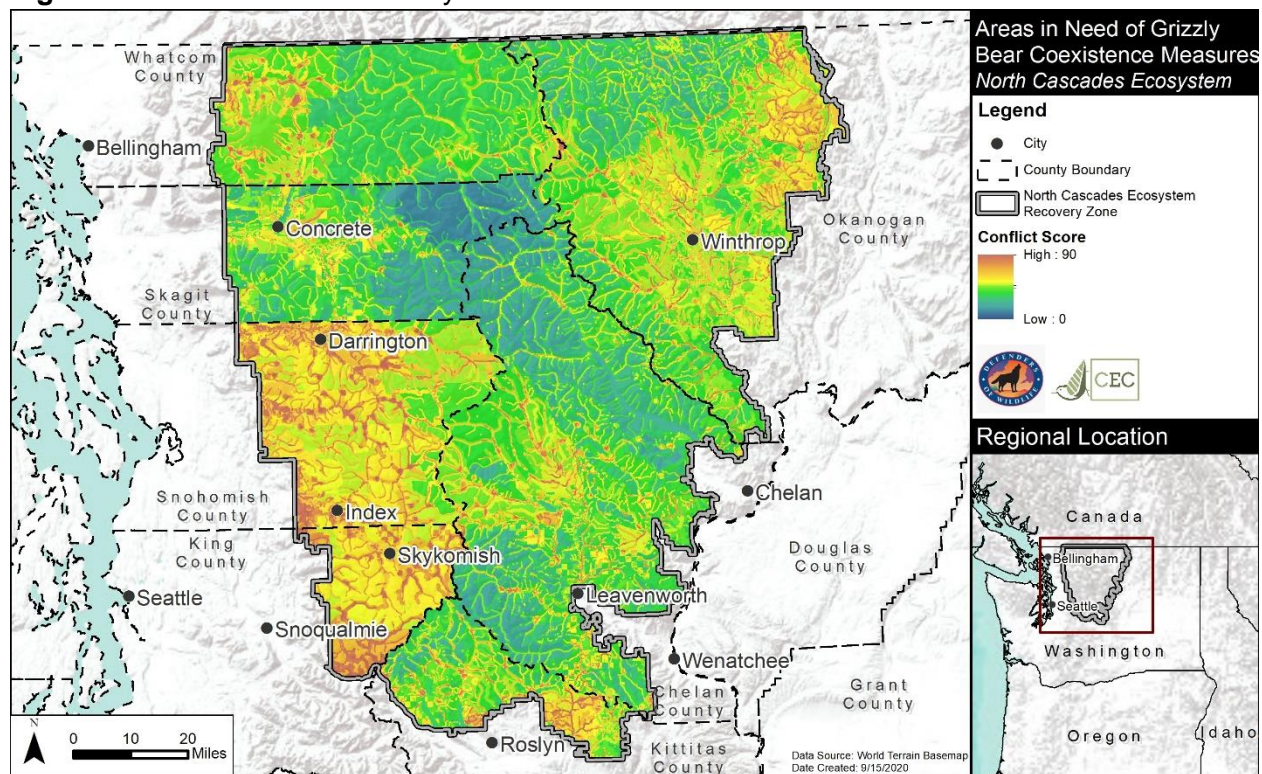 Areas in Need of Grizzly
Bear Coexistence Measures
North Cascades Ecosystem
Legend
City
County Boundary
North Cascades Ecosystem
Recovery Zone
Conflict Score
High : 90
Low : 0
DEFENDERS
OF WILDLIFE
CEC
Regional Location
Canada
Bellingham
Seattle
Washington
Oregon
Idaho
Whatcom
County
Bellingham
Concrete
Winthrop
Okanogan
County
Skagit
County
Darrington
Chelan
Snohomish
County
Index
King
County
Skykomish
Douglas
County
Seattle
Leavenworth
Snoqualmie
Wenatchee
Chelan
County
Grant
County
Roslyn
Kittitas
County
N
0 10 20
Miles
Data Source: World Terrain Basemap
Date Created: 9/15/2020